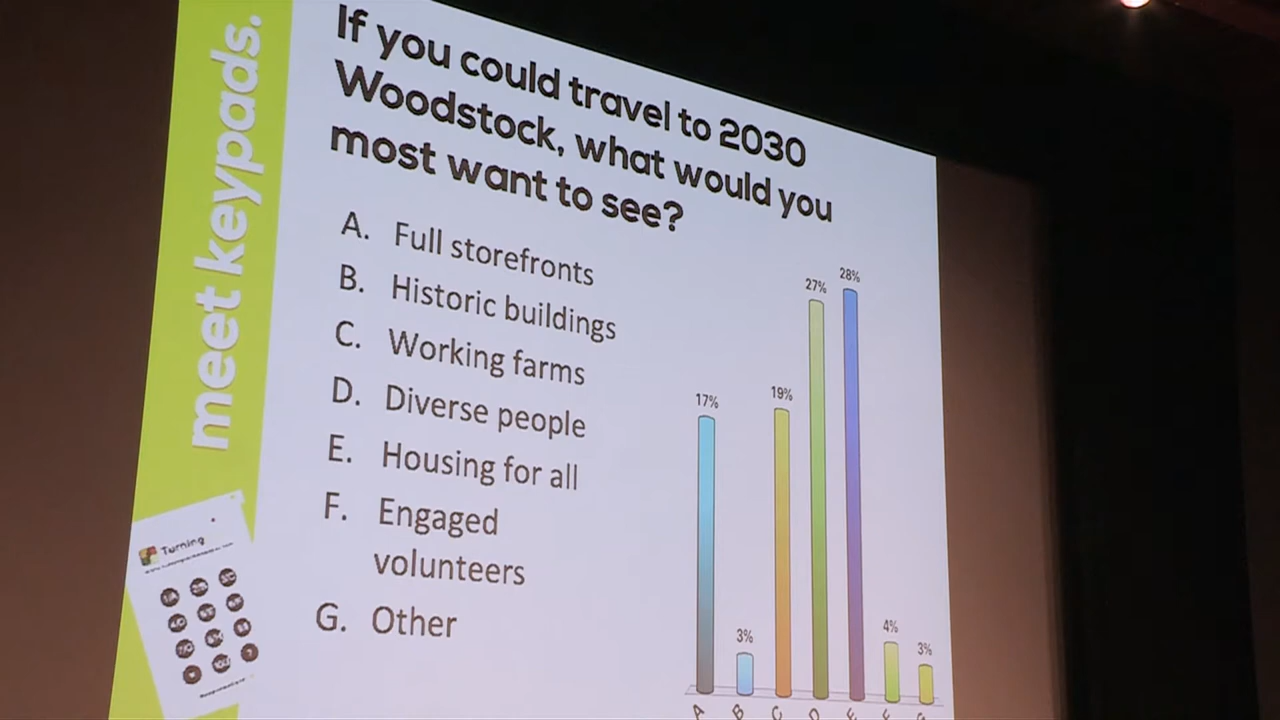 meet keypads.
If you could travel to 2030
Woodstock, what would you
most want to see?
A. Full storefronts
B. Historic buildings
C. Working farms
D. Diverse people
E. Housing for all
F. Engaged
volunteers
G. Other
17%
3%
19%
27%
28%
4%
3%
A B C D E F G
Turning